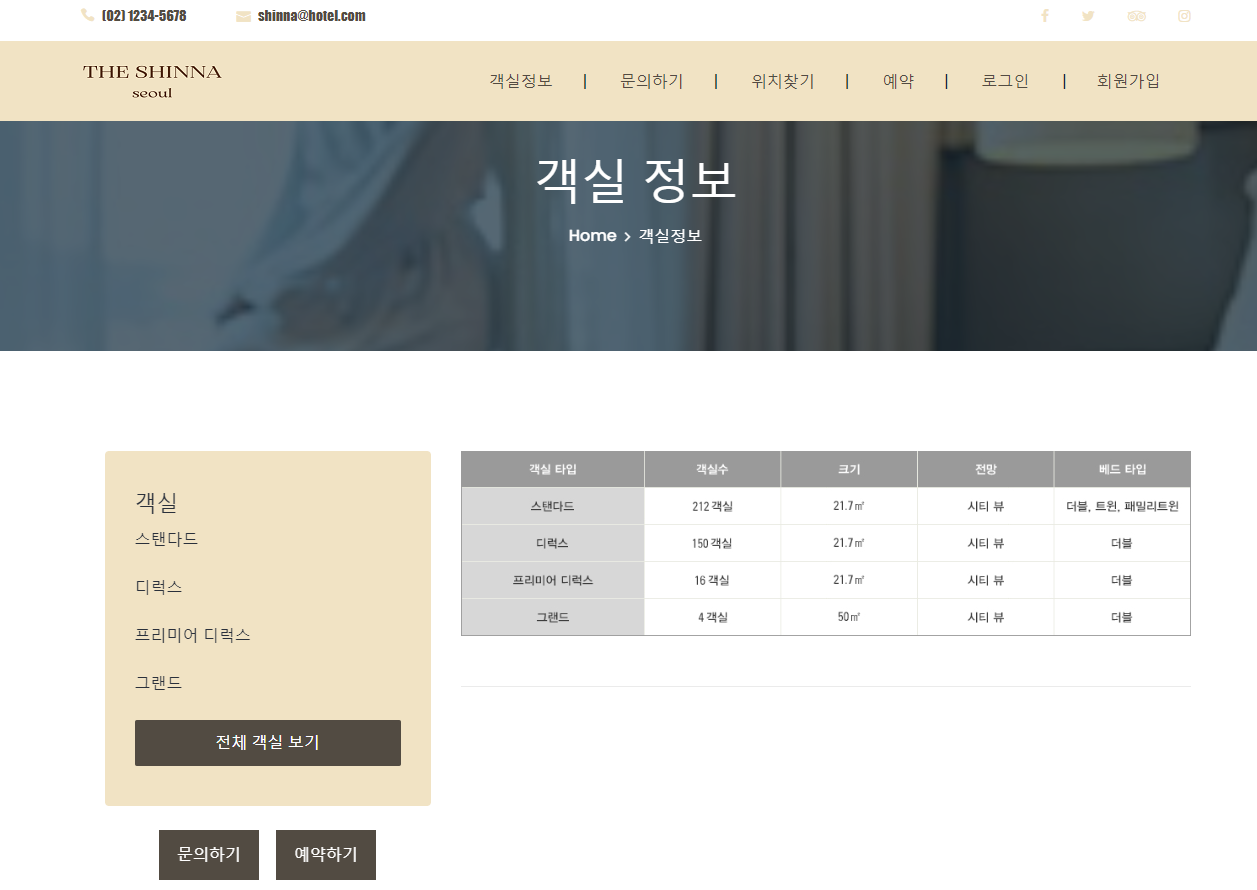 (02) 1234-5678 shinna@hotel.com
THE SHINNA
seoul
객실정보 | 문의하기 | 위치찾기 | 예약 | 로그인 | 회원가입
객실 정보
Home > 객실정보
객실
스탠다드
디럭스
프리미어 디럭스
그랜드
전체 객실 보기
문의하기 예약하기
객실 타입 객실수 크기 전망 베드 타입
스탠다드 212 객실 21.7㎡ 시티 뷰 더블, 트윈, 패밀리트윈
디럭스 150 객실 21.7㎡ 시티 뷰 더블
프리미어 디럭스 16 객실 21.7㎡ 시티 뷰 더블
그랜드 4 객실 50㎡ 시티 뷰 더블